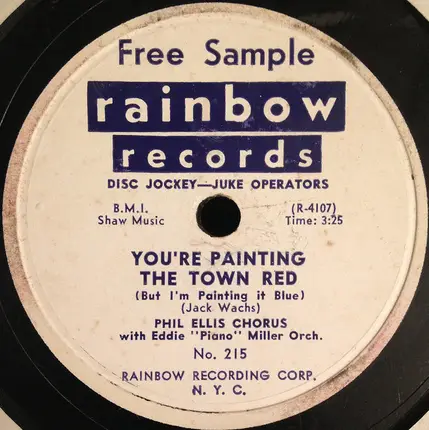 Free Sample
rainbow
records
DISC JOCKEY—JUKE OPERATORS
B.M.I. (R-4107)
Shaw Music Time: 3:25
YOU'RE PAINTING
THE TOWN RED
(But I'm Painting it Blue)
(Jack Wachs)
PHIL ELLIS CHORUS
with Eddie "Piano" Miller Orch.
No. 215
RAINBOW RECORDING CORP.
N. Y. C.